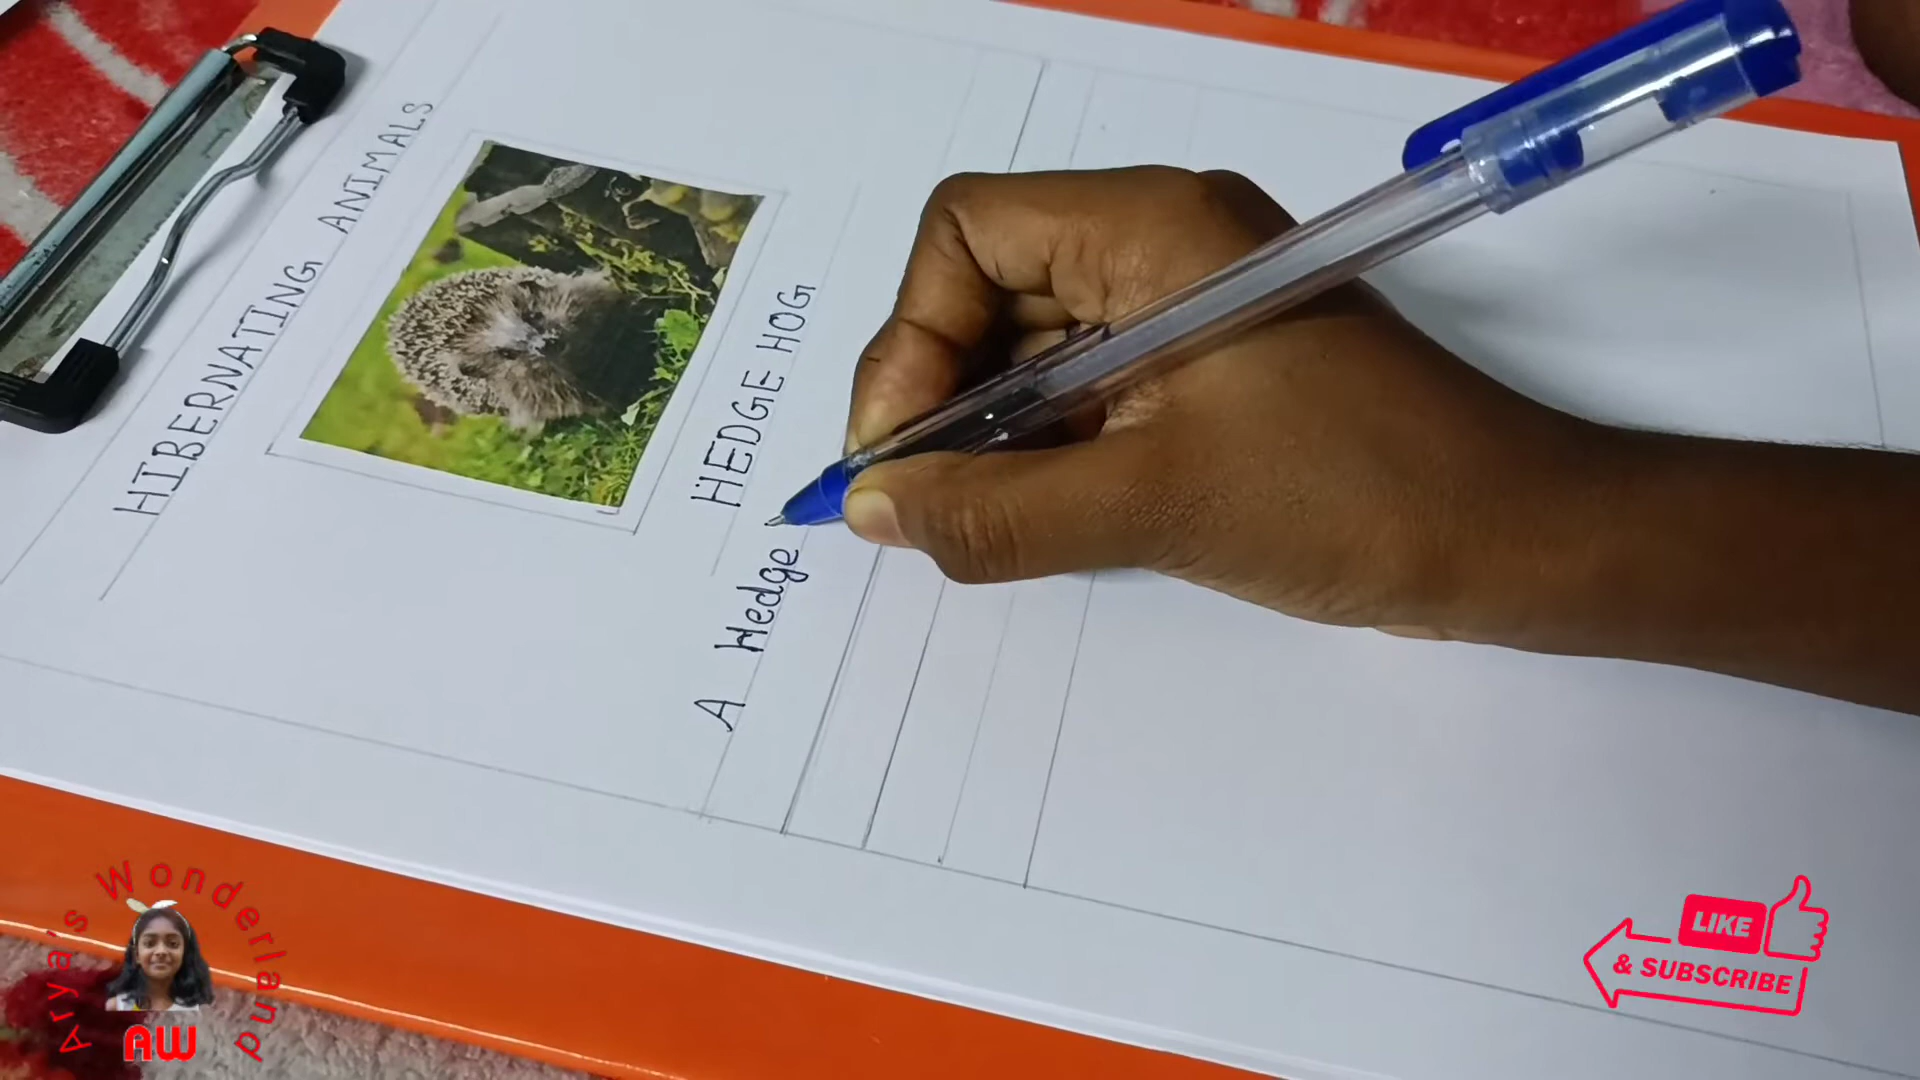 HIBERNATING ANIMALS
HEDGE HOG
A Hedge
Arya's Wonderland
AW
LIKE
& SUBSCRIBE